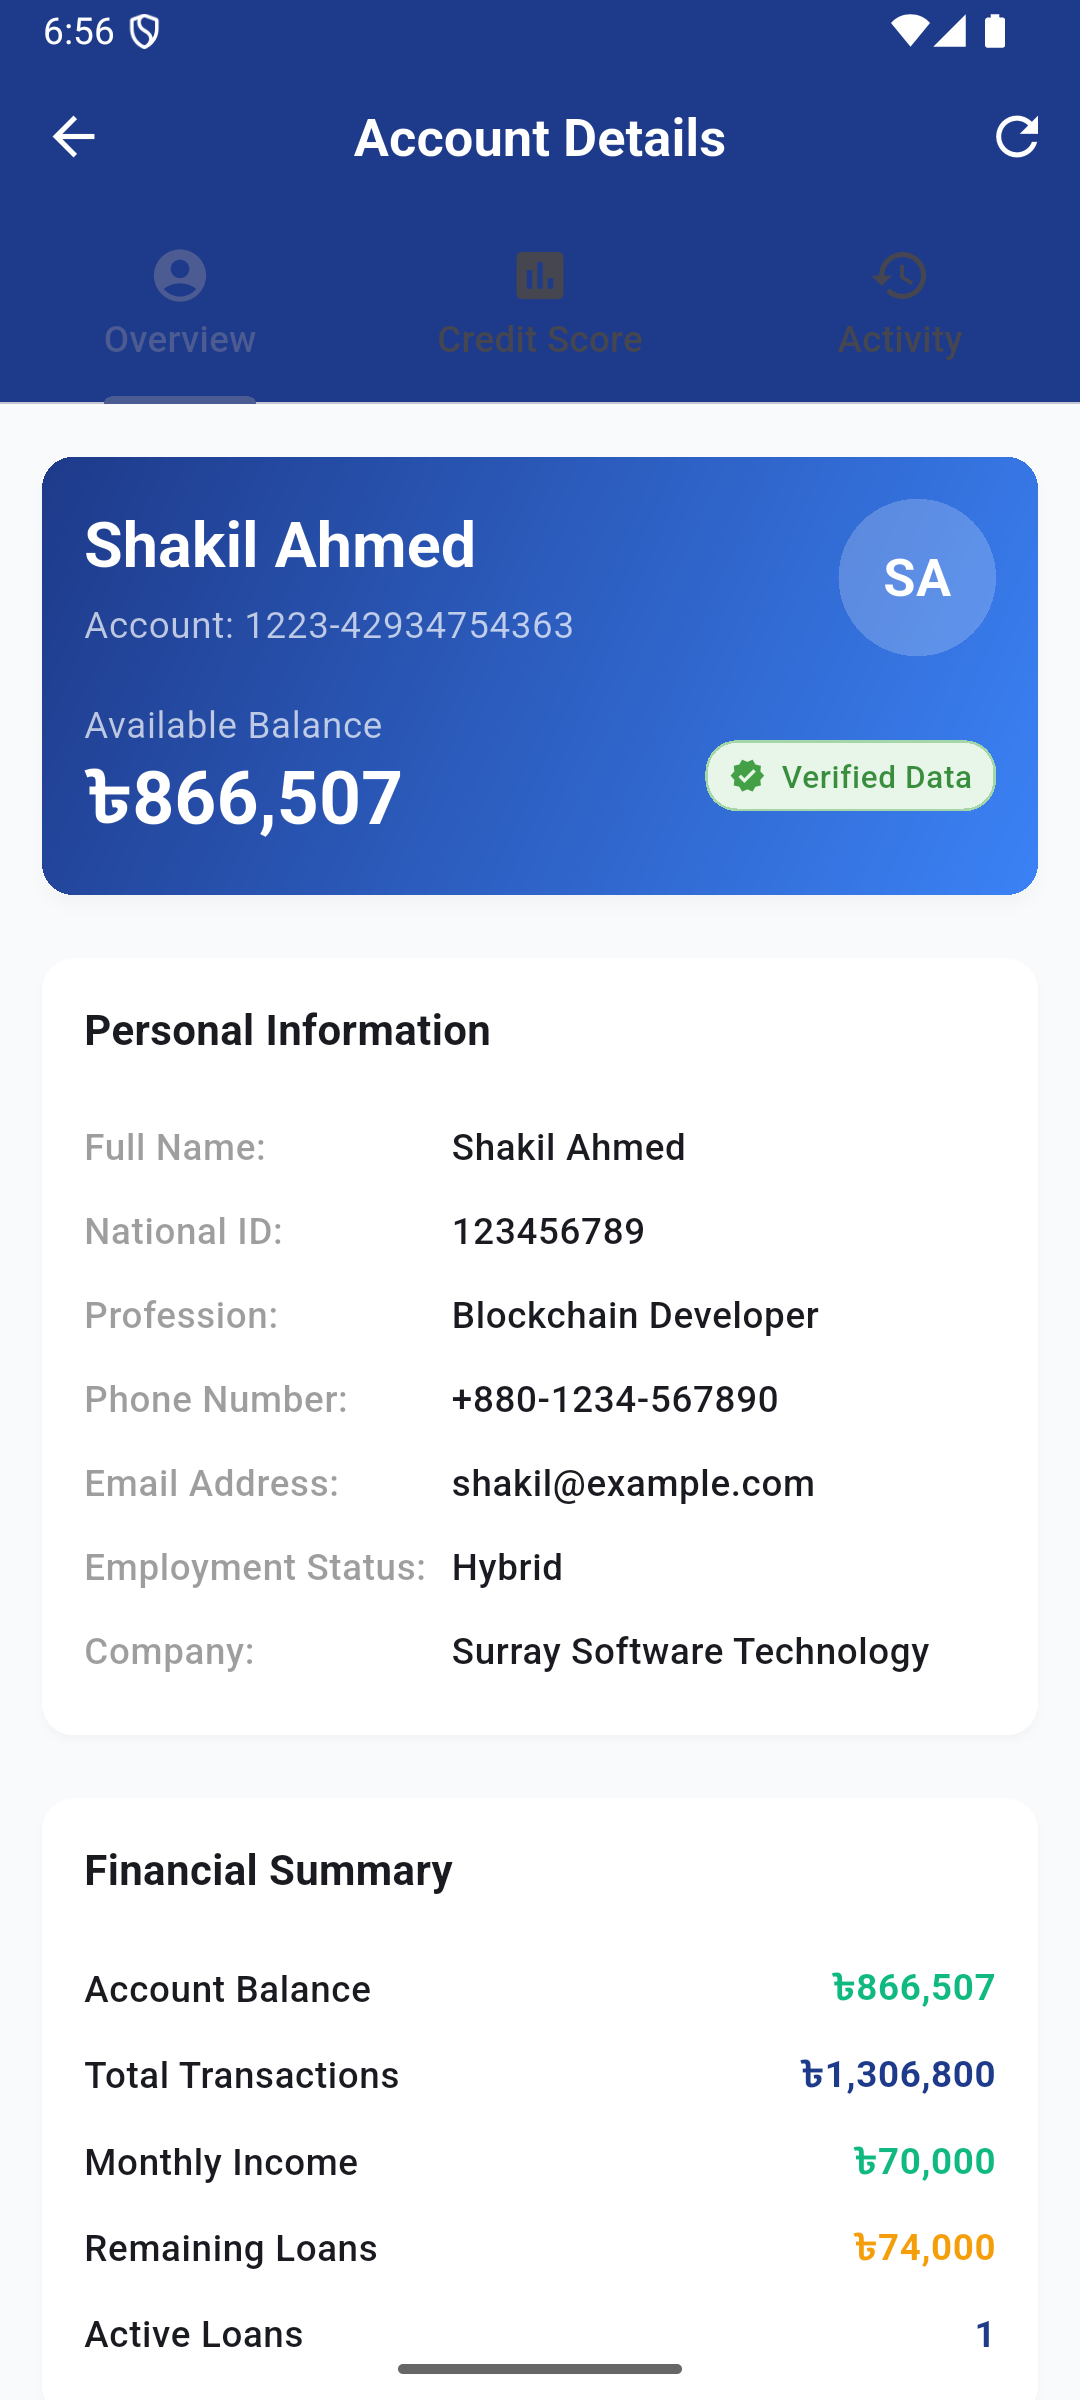 6:56
Account Details
Overview
Credit Score
Activity
Shakil Ahmed
SA
Account: 1223-42934754363
Available Balance
৳866,507
Verified Data
Personal Information
Full Name: Shakil Ahmed
National ID: 123456789
Profession: Blockchain Developer
Phone Number: +880-1234-567890
Email Address: shakil@example.com
Employment Status: Hybrid
Company: Surray Software Technology
Financial Summary
Account Balance ৳866,507
Total Transactions ৳1,306,800
Monthly Income ৳70,000
Remaining Loans ৳74,000
Active Loans 1